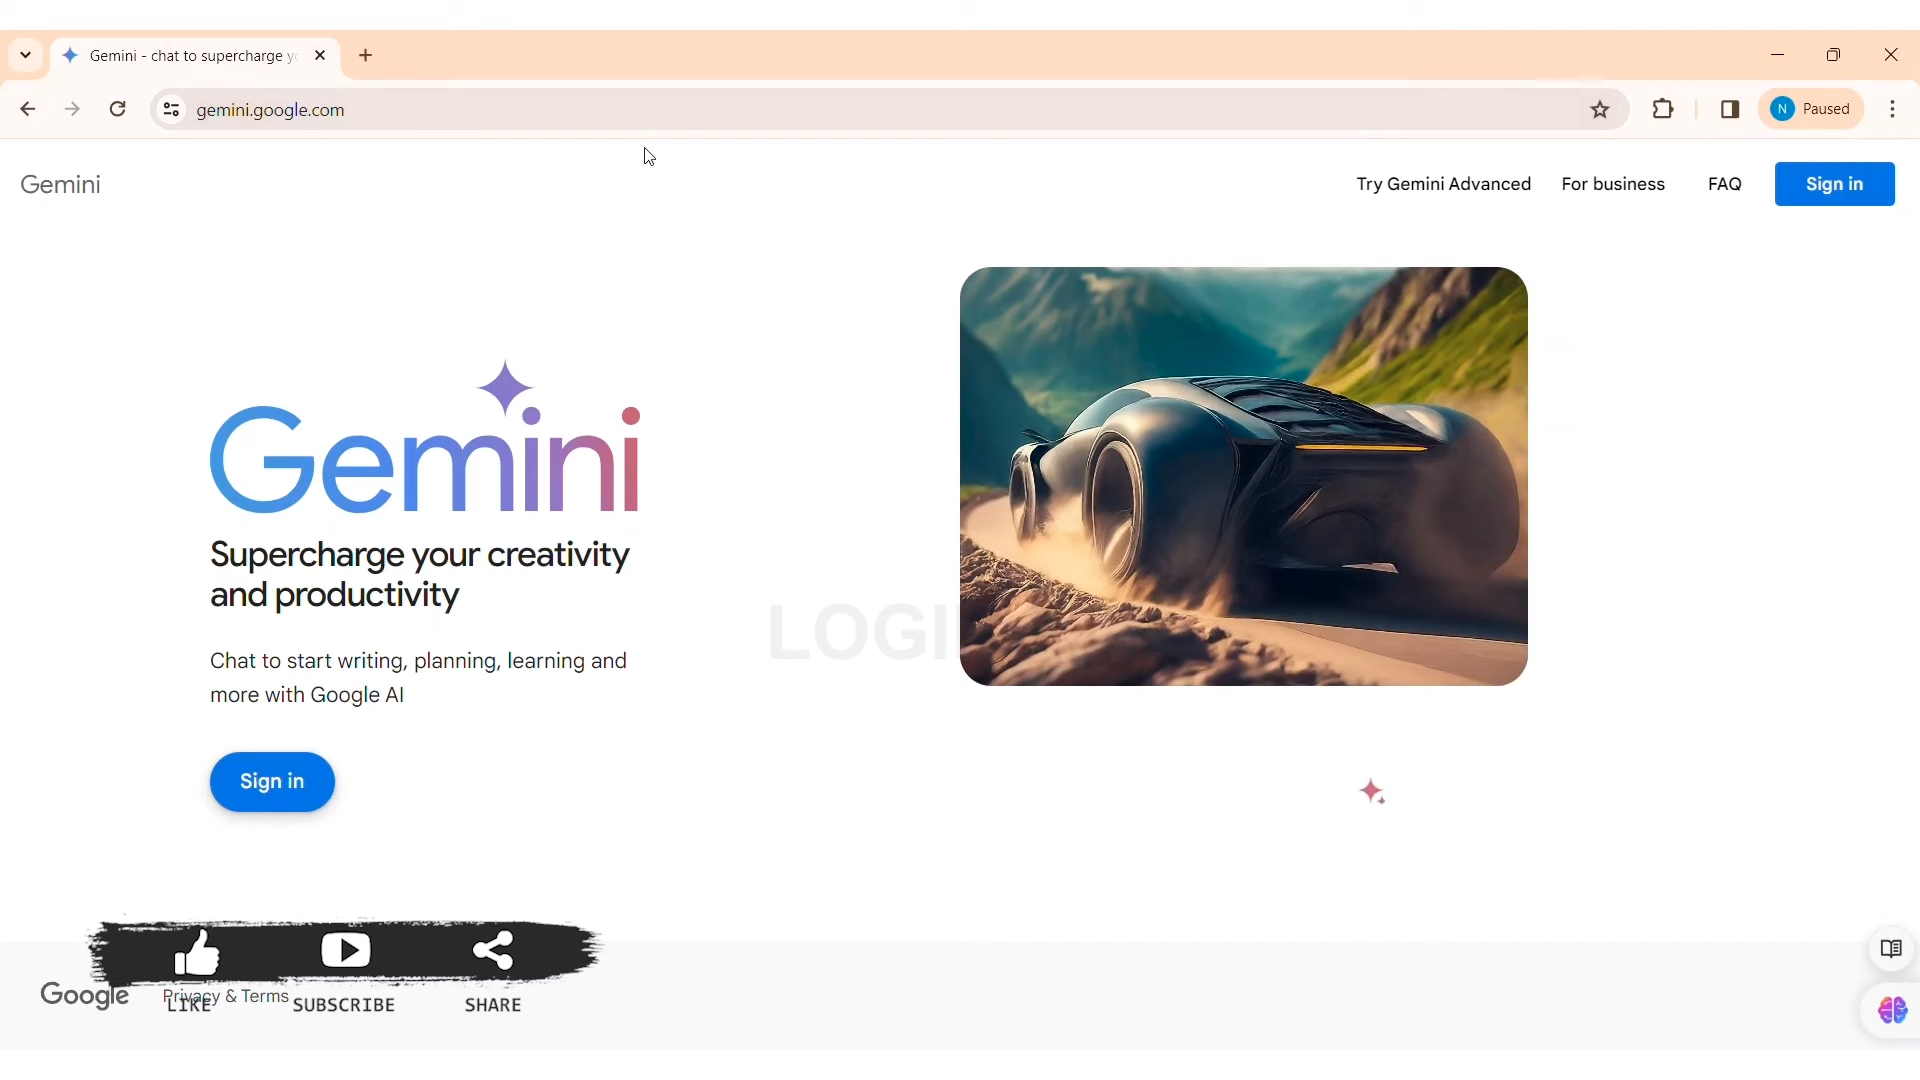 Gemini - chat to supercharge yo
gemini.google.com
N Paused
Gemini
Try Gemini Advanced
For business
FAQ
Sign in
Gemini
Supercharge your creativity
and productivity
Chat to start writing, planning, learning and
more with Google AI
LOGI
Sign in
Google
Privacy & Terms
LIKE
SUBSCRIBE
SHARE